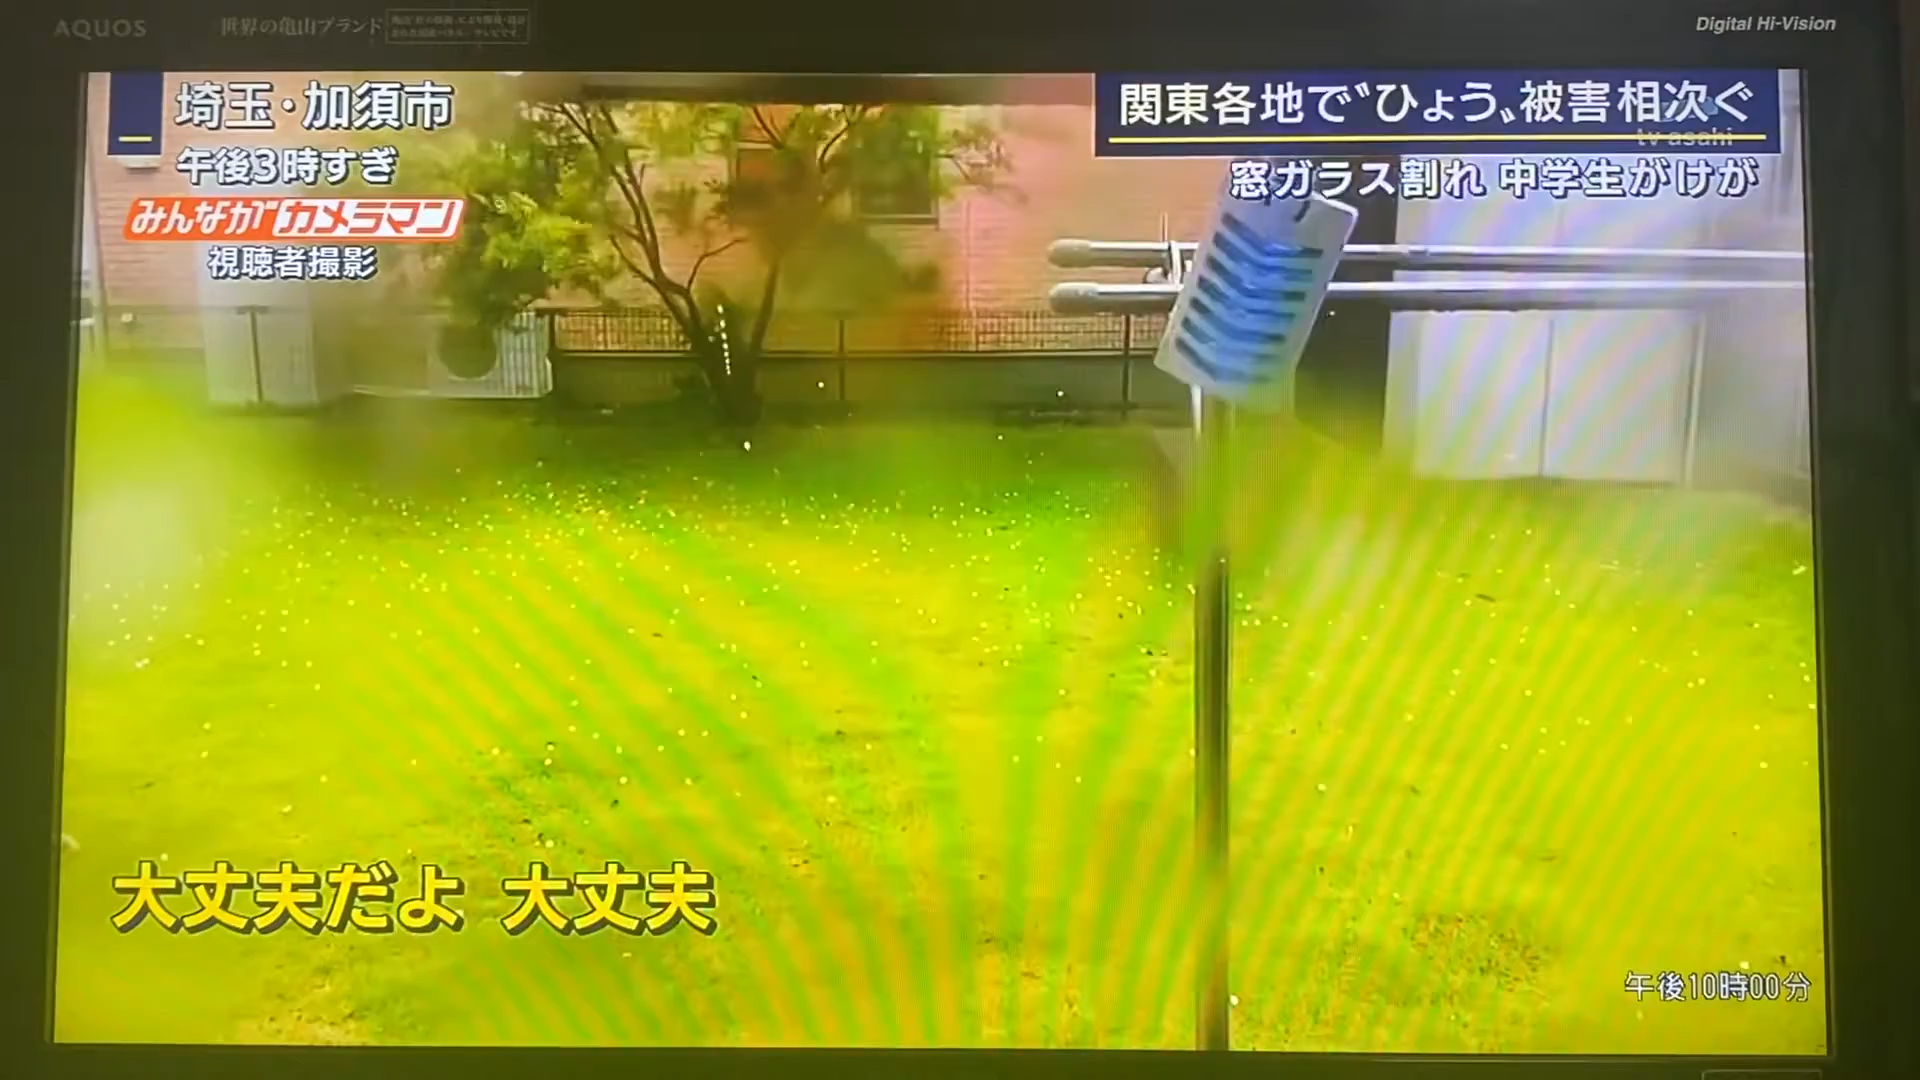 AQUOS
世界の亀山ブランド
Digital Hi-Vision
埼玉・加須市
午後3時すぎ
みんながカメラマン
視聴者撮影
関東各地で〝ひょう〟被害相次ぐ
tv asahi
窓ガラス割れ 中学生がけが
大丈夫だよ 大丈夫
午後10時00分